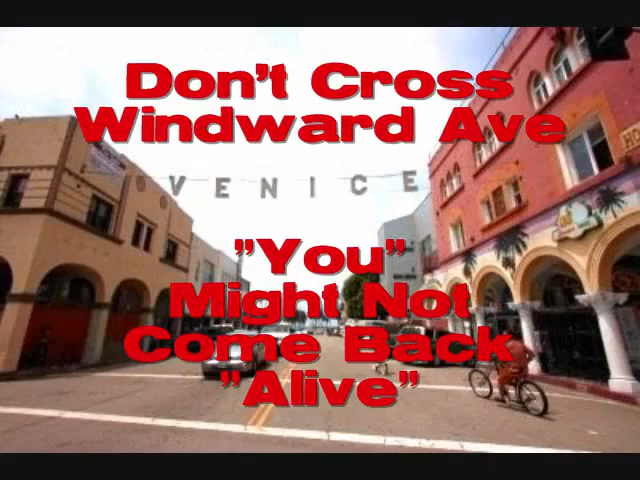 Don't Cross
Windward Ave
VENICE
"You"
Might Not
Come Back
"Alive"